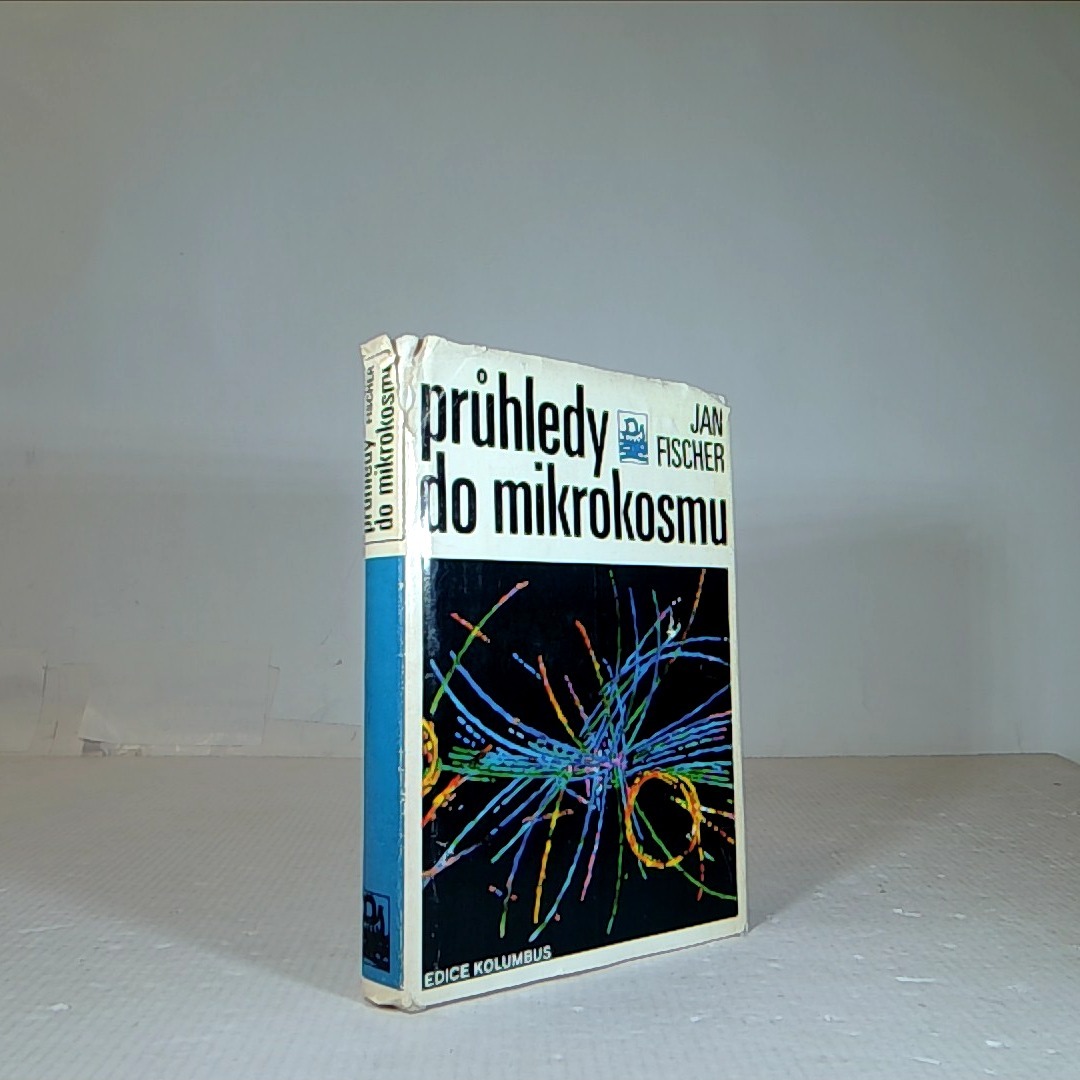 průhledy
do mikrokosmu
JAN
FISCHER
EDICE KOLUMBUS
průhledy FISCHER
do mikrokosmu